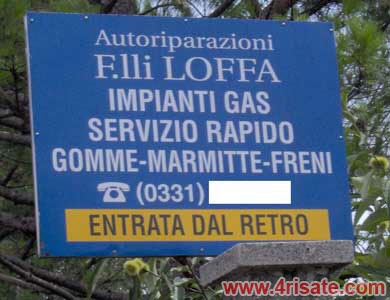 Autoriparazioni
F.lli LOFFA
IMPIANTI GAS
SERVIZIO RAPIDO
GOMME-MARMITTE-FRENI
☎ (0331)
ENTRATA DAL RETRO
www.4risate.com